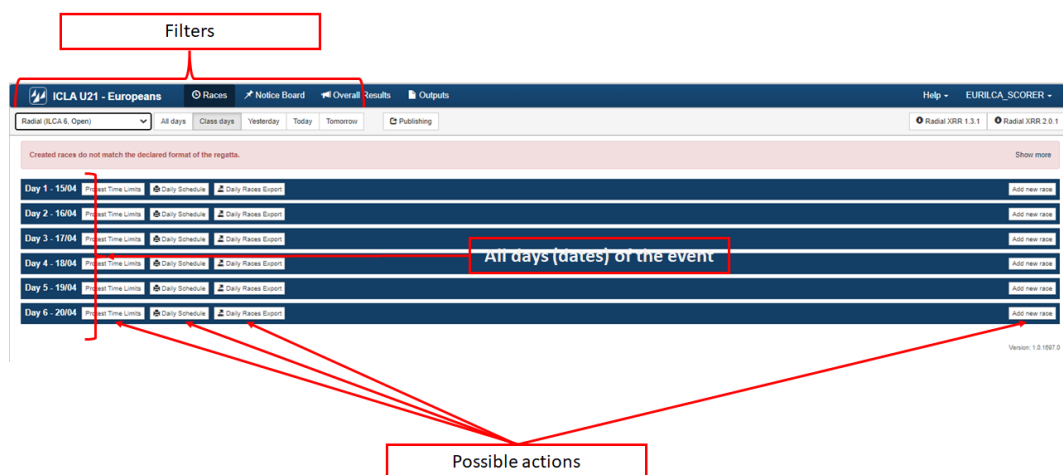 Filters
ICLA U21 - Europeans Races Notice Board Overall Results Outputs Help EURILCA_SCORER
Radial (ILCA 6, Open) All days Class days Yesterday Today Tomorrow Publishing Radial XRR 1.3.1 Radial XRR 2.0.1
Created races do not match the declared format of the regatta. Show more
Day 1 - 15/04 Protest Time Limits Daily Schedule Daily Races Export Add new race
Day 2 - 16/04 Protest Time Limits Daily Schedule Daily Races Export Add new race
Day 3 - 17/04 Protest Time Limits Daily Schedule Daily Races Export Add new race
All days (dates) of the event
Day 4 - 18/04 Protest Time Limits Daily Schedule Daily Races Export Add new race
Day 5 - 19/04 Protest Time Limits Daily Schedule Daily Races Export Add new race
Day 6 - 20/04 Protest Time Limits Daily Schedule Daily Races Export Add new race
Version: 1.0.1697.0
Possible actions